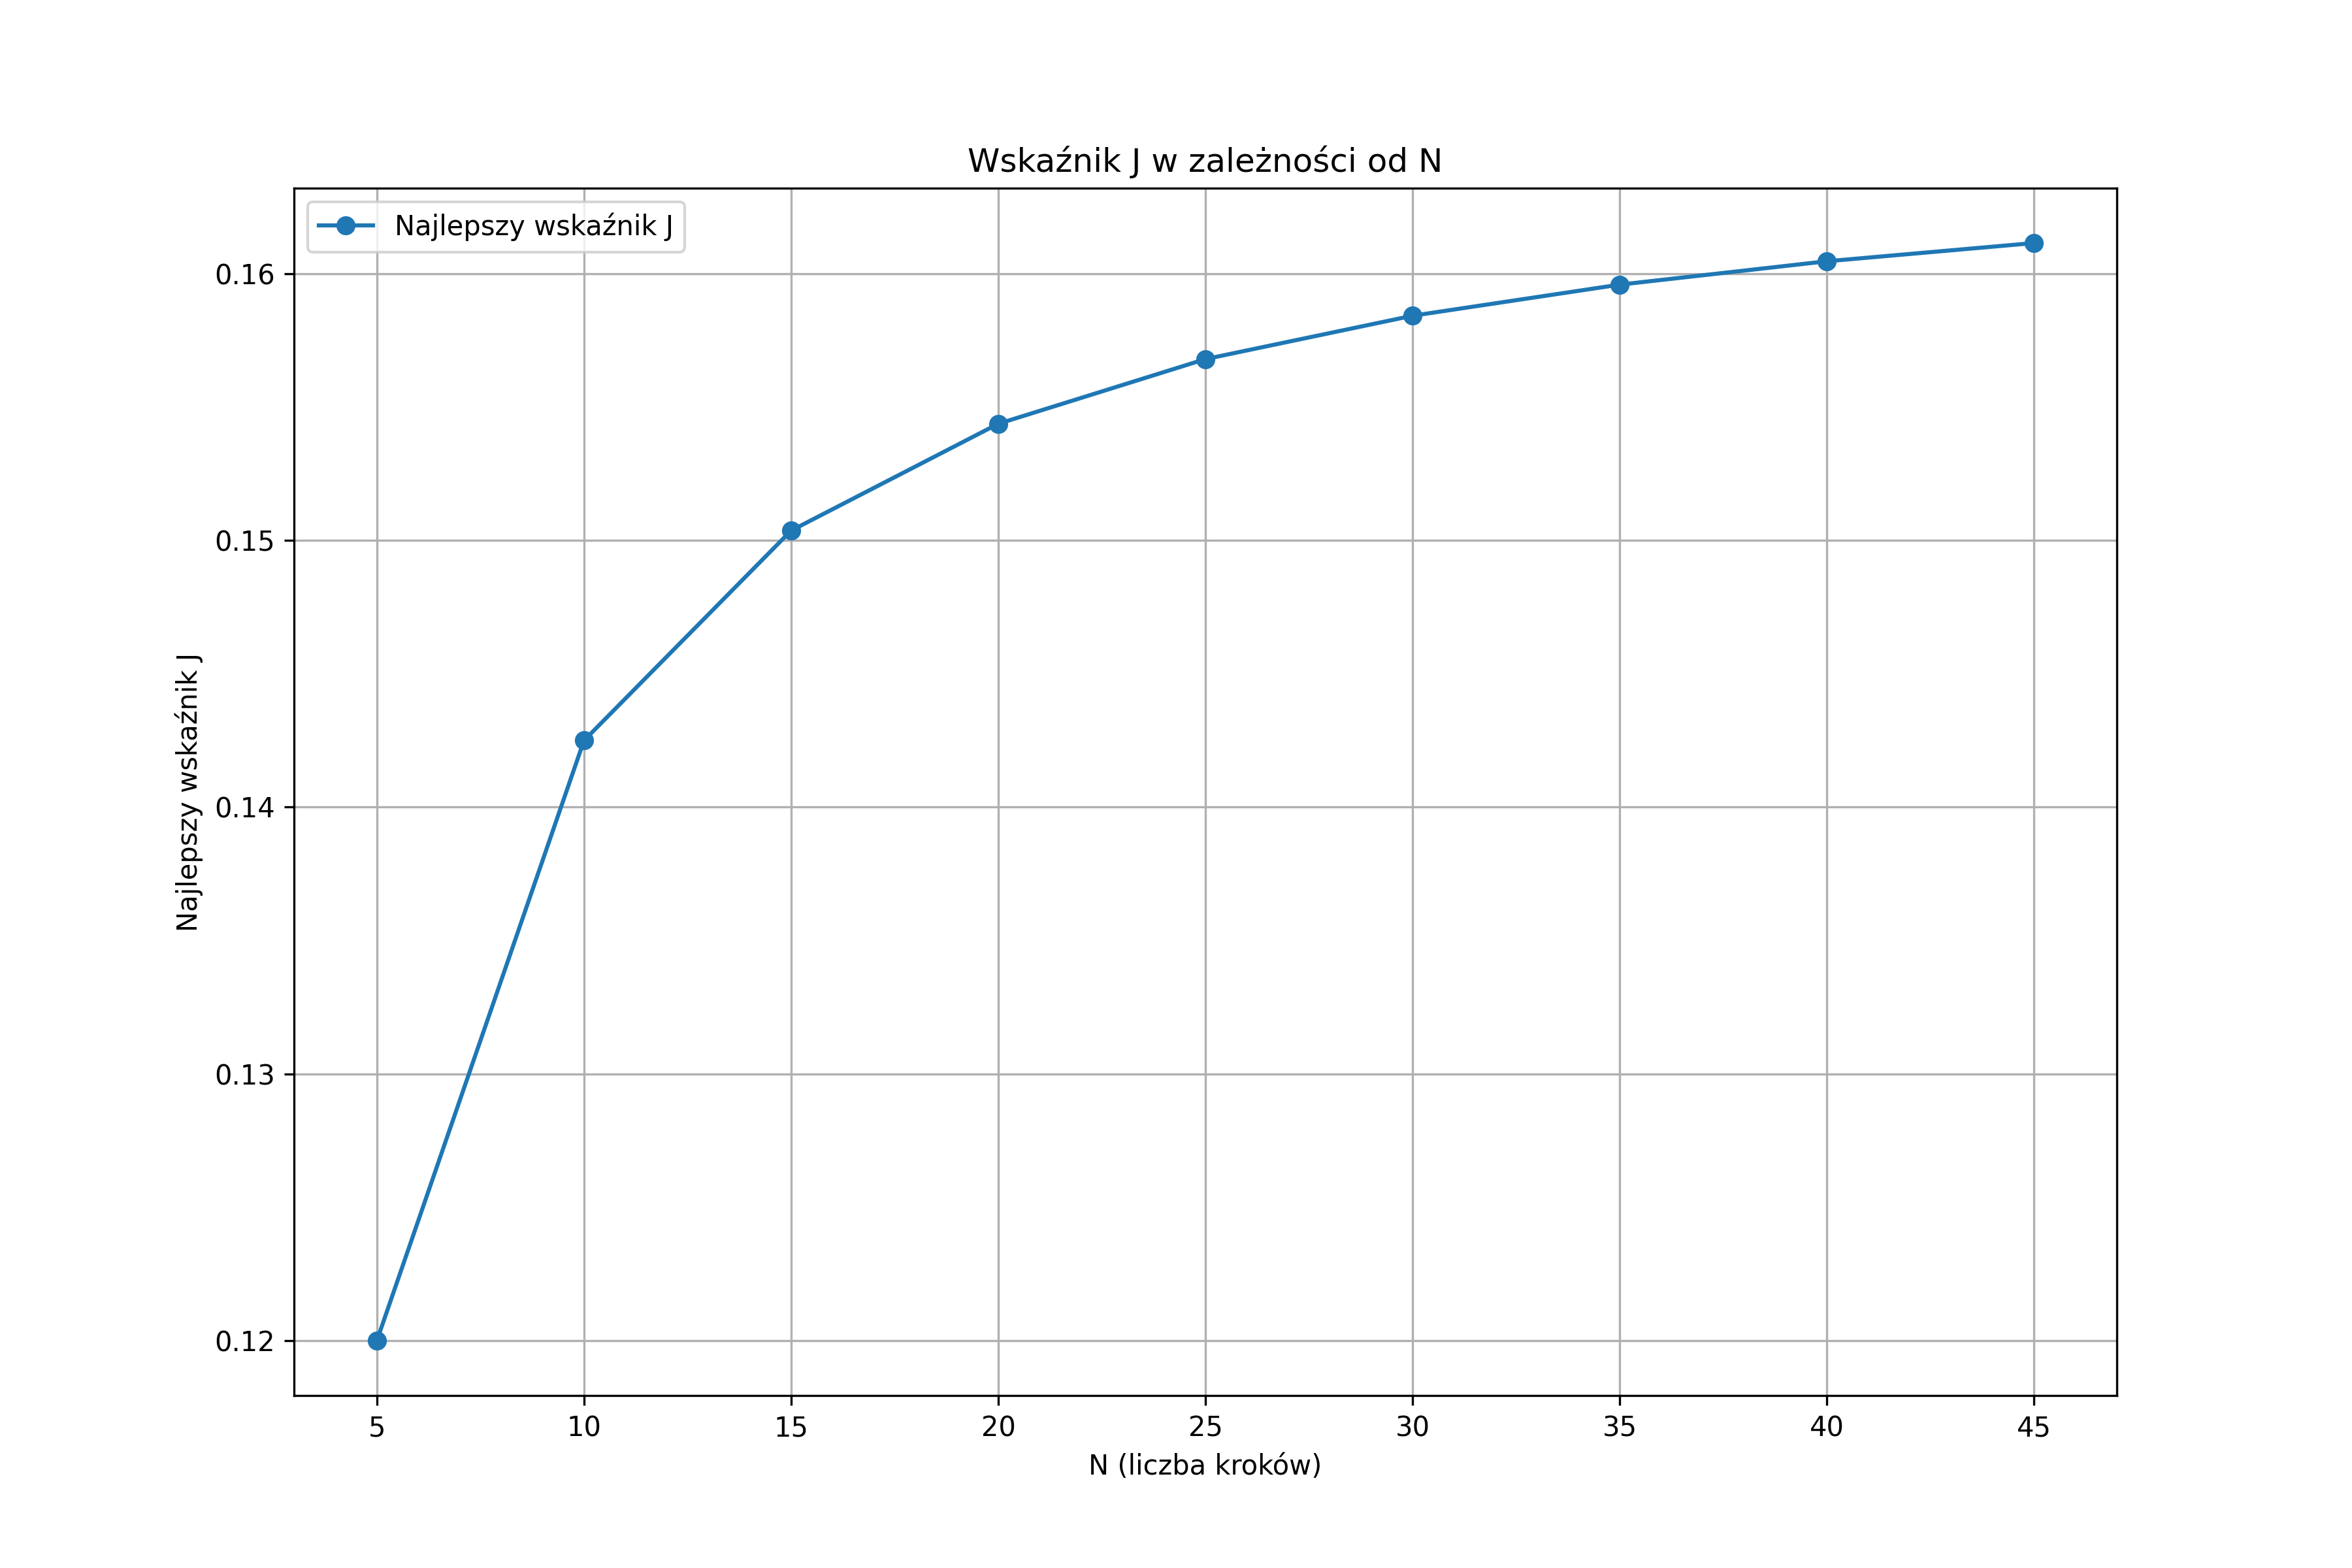 Wskaźnik J w zależności od N
Najlepszy wskaźnik J
0.16
0.15
0.14
0.13
0.12
Najlepszy wskaźnik J
5 10 15 20 25 30 35 40 45
N (liczba kroków)